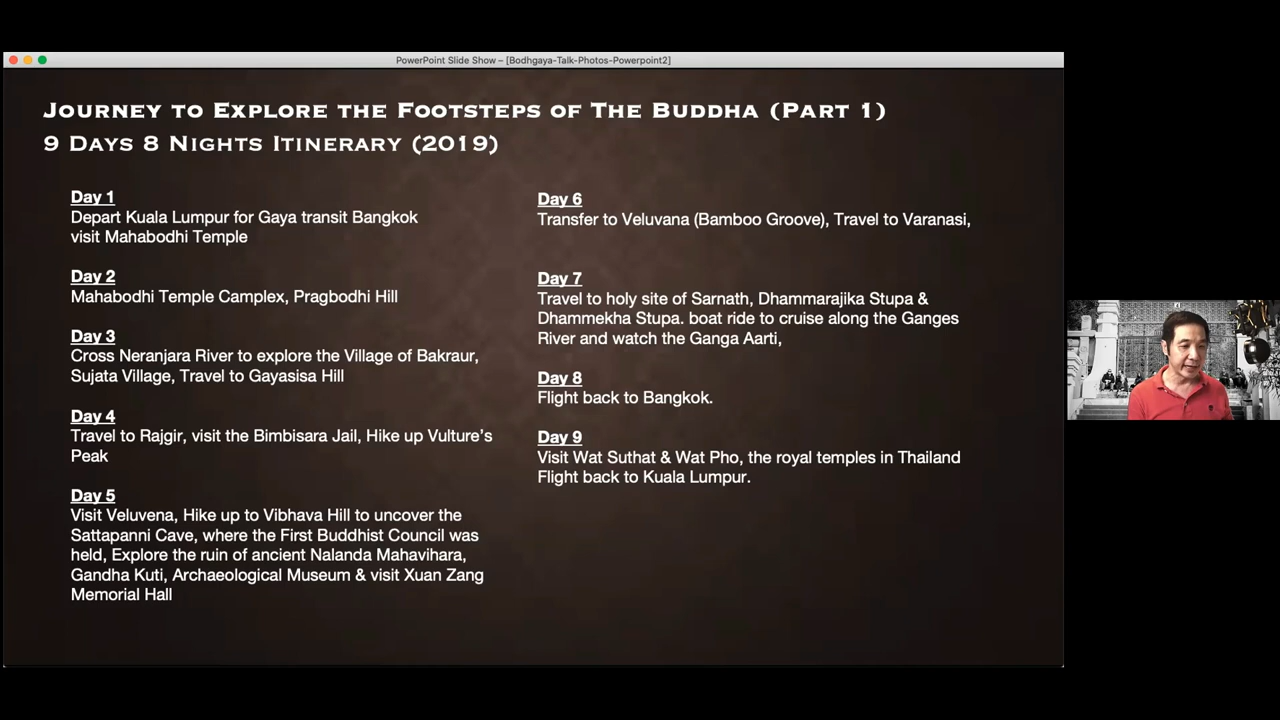 PowerPoint Slide Show – [Bodhgaya-Talk-Photos-Powerpoint2]
Journey to Explore the Footsteps of The Buddha (Part 1)
9 Days 8 Nights Itinerary (2019)
Day 1
Depart Kuala Lumpur for Gaya transit Bangkok
visit Mahabodhi Temple
Day 2
Mahabodhi Temple Camplex, Pragbodhi Hill
Day 3
Cross Neranjara River to explore the Village of Bakraur,
Sujata Village, Travel to Gayasisa Hill
Day 4
Travel to Rajgir, visit the Bimbisara Jail, Hike up Vulture's
Peak
Day 5
Visit Veluvena, Hike up to Vibhava Hill to uncover the
Sattapanni Cave, where the First Buddhist Council was
held, Explore the ruin of ancient Nalanda Mahavihara,
Gandha Kuti, Archaeological Museum & visit Xuan Zang
Memorial Hall
Day 6
Transfer to Veluvana (Bamboo Groove), Travel to Varanasi,
Day 7
Travel to holy site of Sarnath, Dhammarajika Stupa &
Dhammekha Stupa. boat ride to cruise along the Ganges
River and watch the Ganga Aarti,
Day 8
Flight back to Bangkok.
Day 9
Visit Wat Suthat & Wat Pho, the royal temples in Thailand
Flight back to Kuala Lumpur.